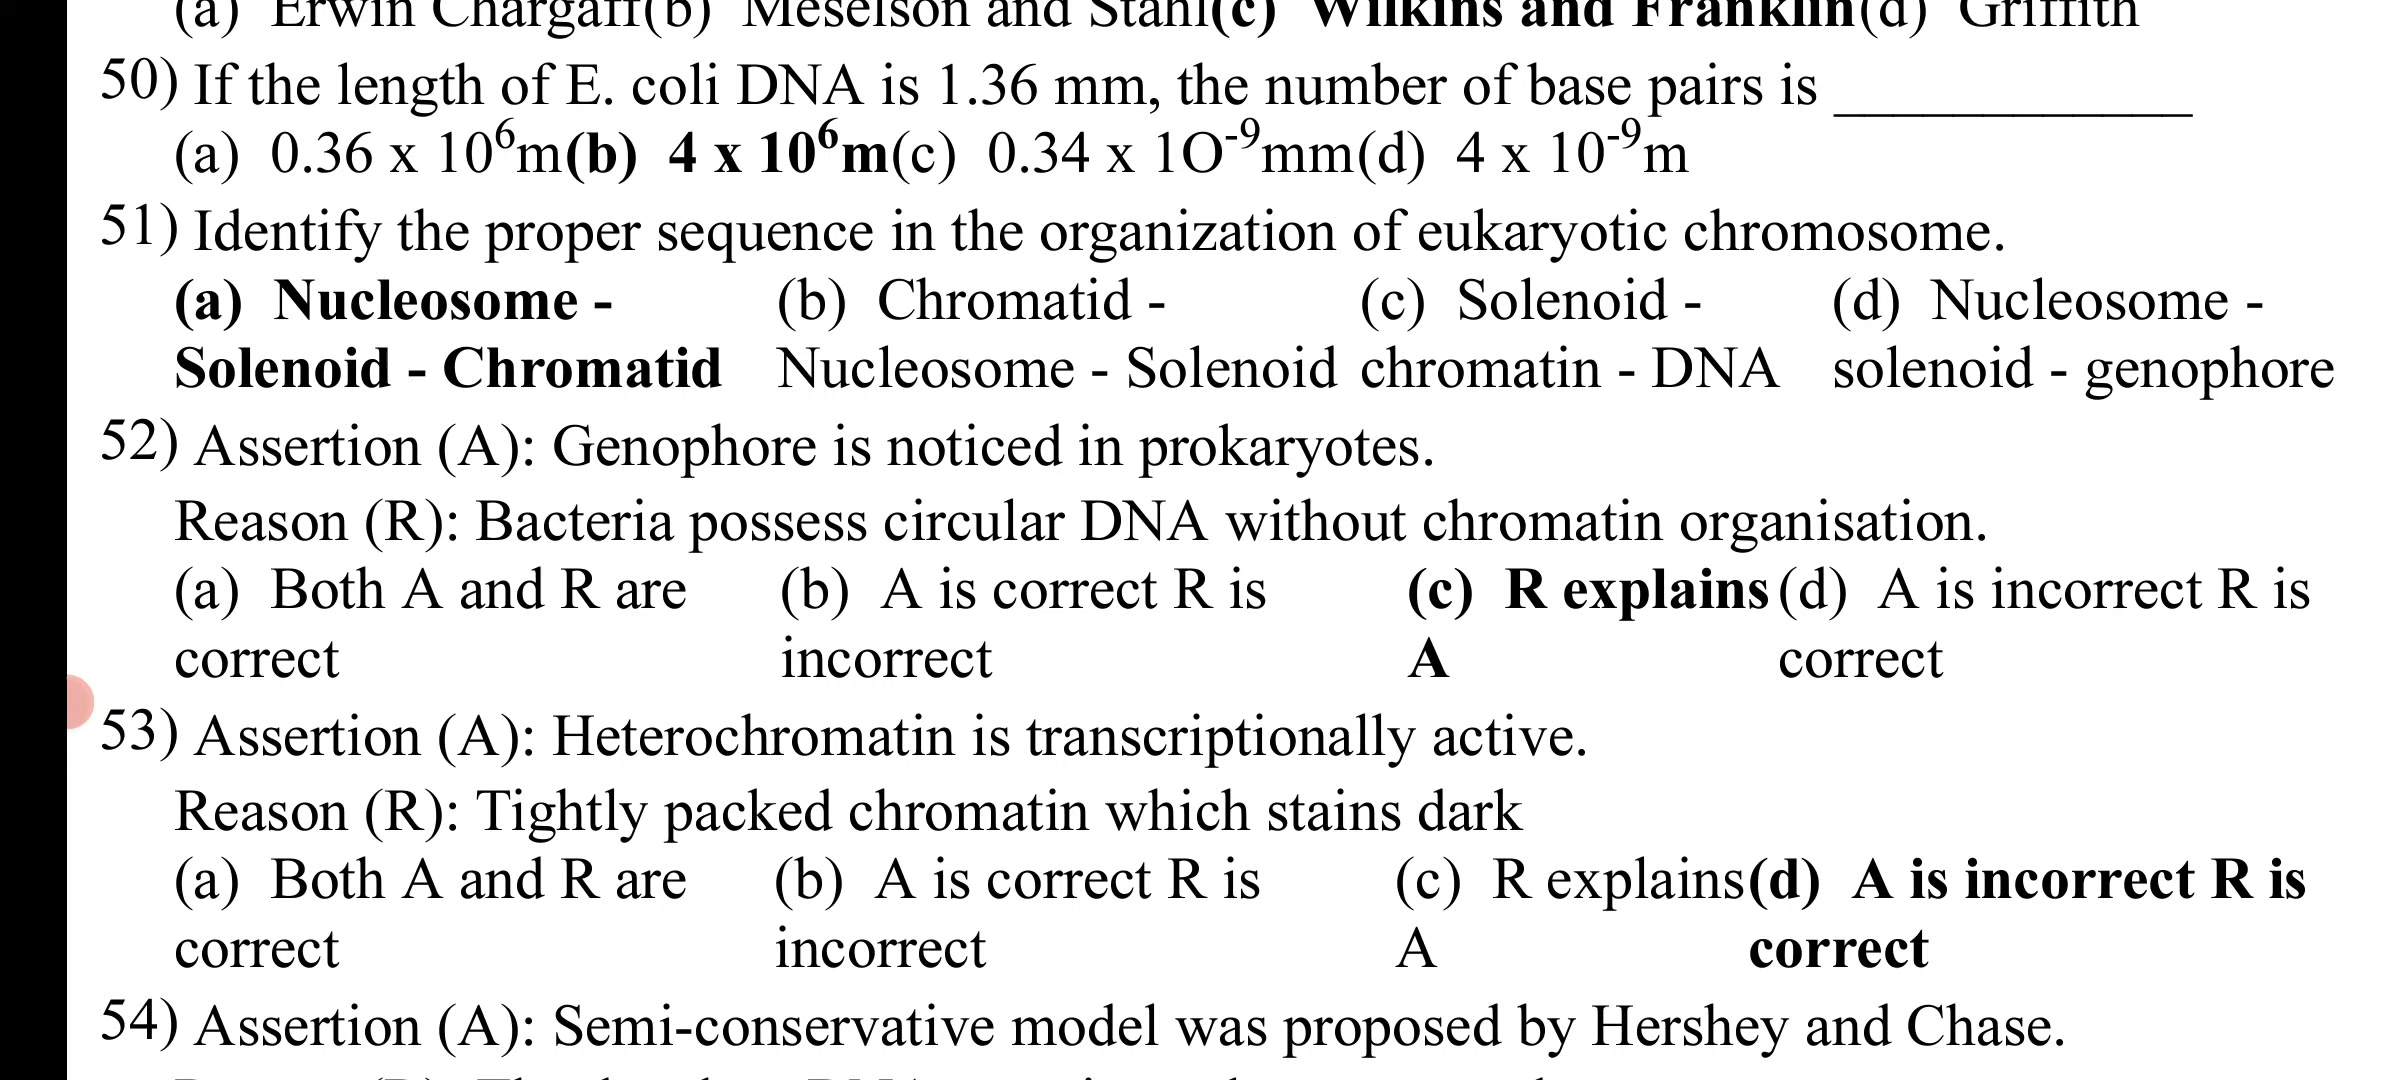 (a) Erwin Chargaff(b) Meselson and Stahl(c) Wilkins and Franklin(d) Griffith
50) If the length of E. coli DNA is 1.36 mm, the number of base pairs is ____________
(a) 0.36 x 10⁶m(b) 4 x 10⁶m(c) 0.34 x 1O⁻⁹mm(d) 4 x 10⁻⁹m
51) Identify the proper sequence in the organization of eukaryotic chromosome.
(a) Nucleosome - (b) Chromatid - (c) Solenoid - (d) Nucleosome -
Solenoid - Chromatid Nucleosome - Solenoid chromatin - DNA solenoid - genophore
52) Assertion (A): Genophore is noticed in prokaryotes.
Reason (R): Bacteria possess circular DNA without chromatin organisation.
(a) Both A and R are (b) A is correct R is (c) R explains (d) A is incorrect R is
correct incorrect A correct
53) Assertion (A): Heterochromatin is transcriptionally active.
Reason (R): Tightly packed chromatin which stains dark
(a) Both A and R are (b) A is correct R is (c) R explains(d) A is incorrect R is
correct incorrect A correct
54) Assertion (A): Semi-conservative model was proposed by Hershey and Chase.